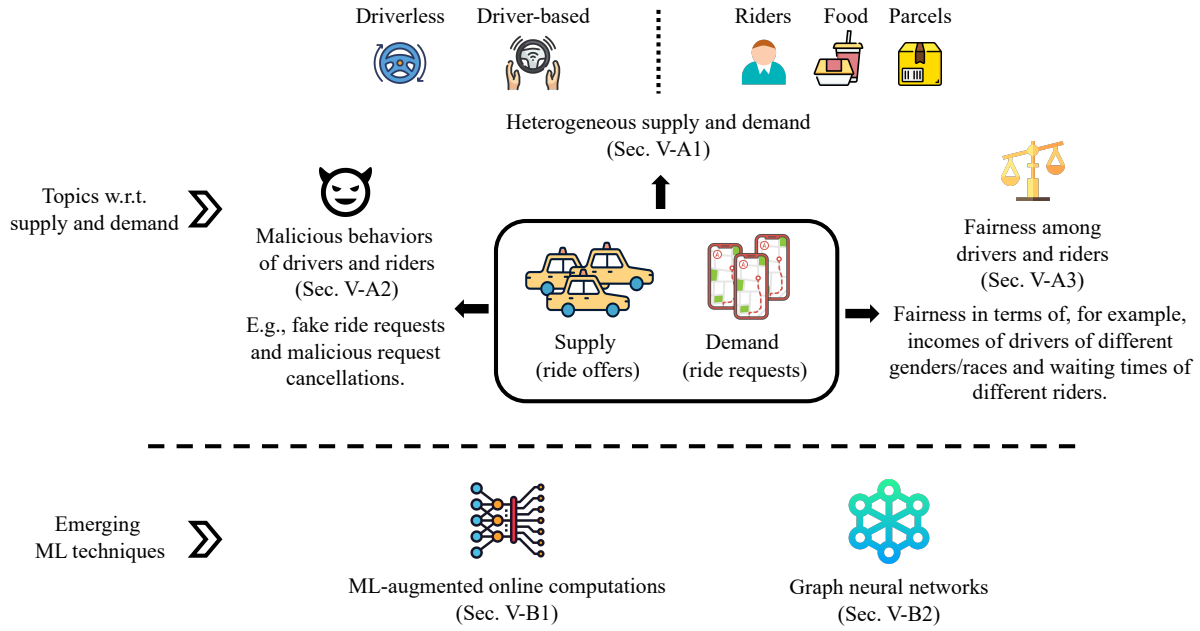 Driverless
Driver-based
Riders
Food
Parcels
Heterogeneous supply and demand
(Sec. V-A1)
Topics w.r.t.
supply and demand
Malicious behaviors
of drivers and riders
(Sec. V-A2)
E.g., fake ride requests
and malicious request
cancellations.
Supply
(ride offers)
Demand
(ride requests)
Fairness among
drivers and riders
(Sec. V-A3)
Fairness in terms of, for example,
incomes of drivers of different
genders/races and waiting times of
different riders.
Emerging
ML techniques
ML-augmented online computations
(Sec. V-B1)
Graph neural networks
(Sec. V-B2)